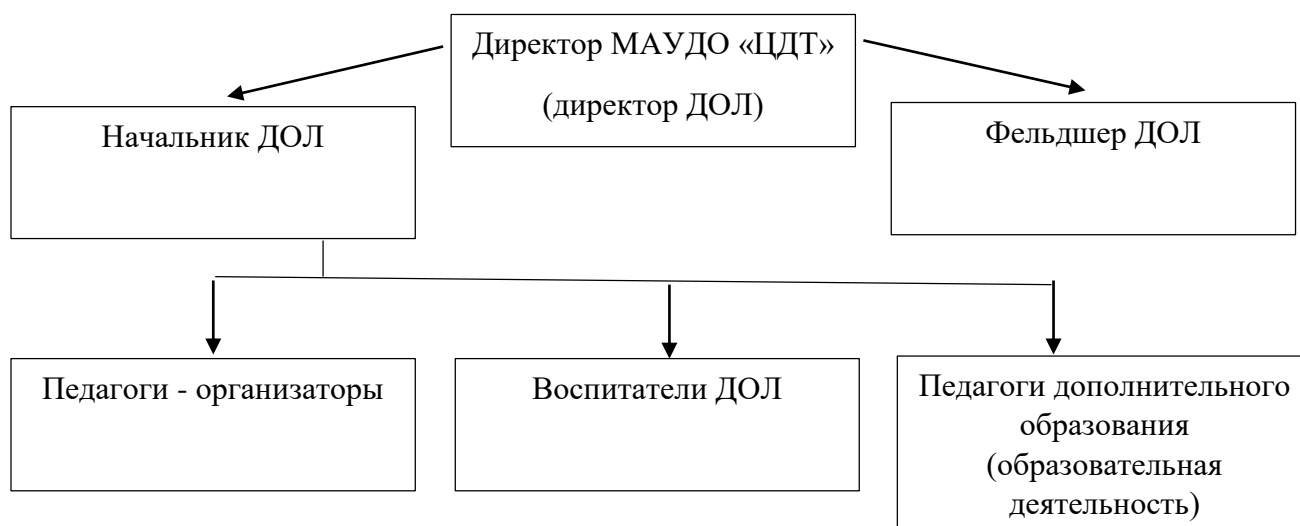 Директор МАУДО «ЦДТ»
(директор ДОЛ)
Начальник ДОЛ
Фельдшер ДОЛ
Педагоги - организаторы
Воспитатели ДОЛ
Педагоги дополнительного
образования
(образовательная
деятельность)